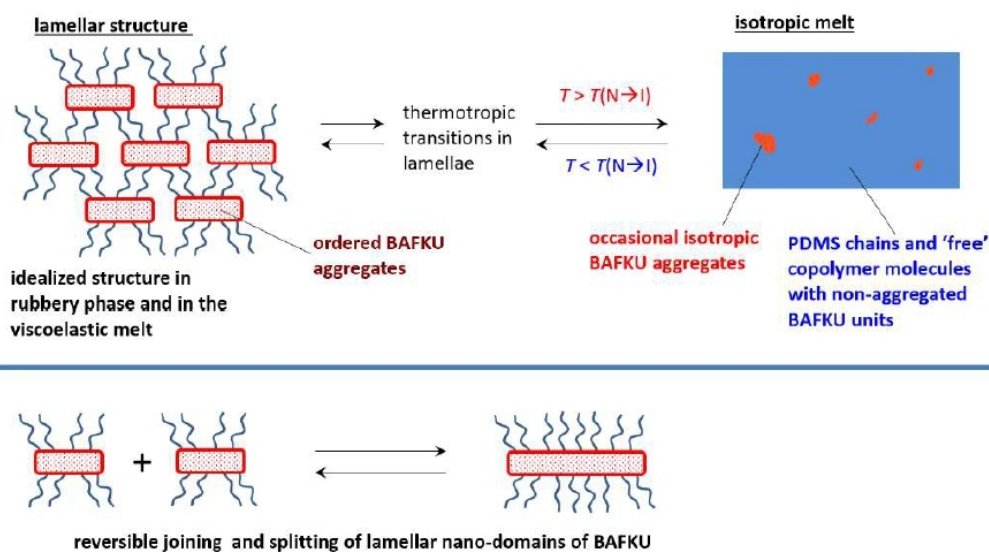 lamellar structure
isotropic melt
thermotropic
transitions in
lamellae
T > T(N→I)
T < T(N→I)
ordered BAFKU
aggregates
occasional isotropic
BAFKU aggregates
PDMS chains and 'free'
copolymer molecules
with non-aggregated
BAFKU units
idealized structure in
rubbery phase and in the
viscoelastic melt
+
reversible joining and splitting of lamellar nano-domains of BAFKU